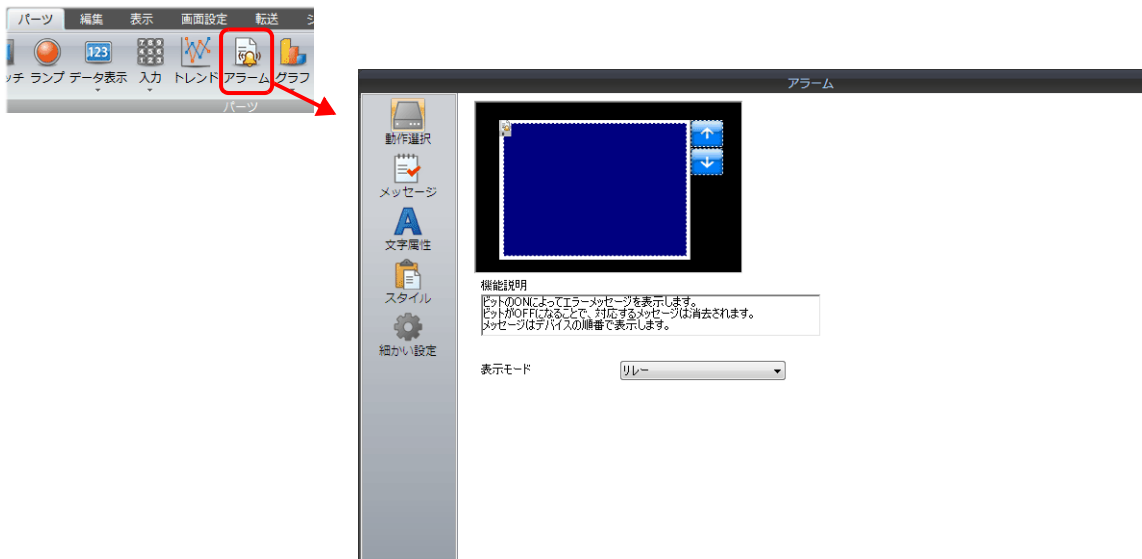 パーツ 編集 表示 画面設定 転送
ッチ ランプ データ表示 入力 トレンド アラーム グラフ
123
パーツ
アラーム
動作選択
メッセージ
文字属性
スタイル
細かい設定
機能説明
ビットのONによってエラーメッセージを表示します。
ビットがOFFになることで、対応するメッセージは消去されます。
メッセージはデバイスの順番で表示します。
表示モード リレー